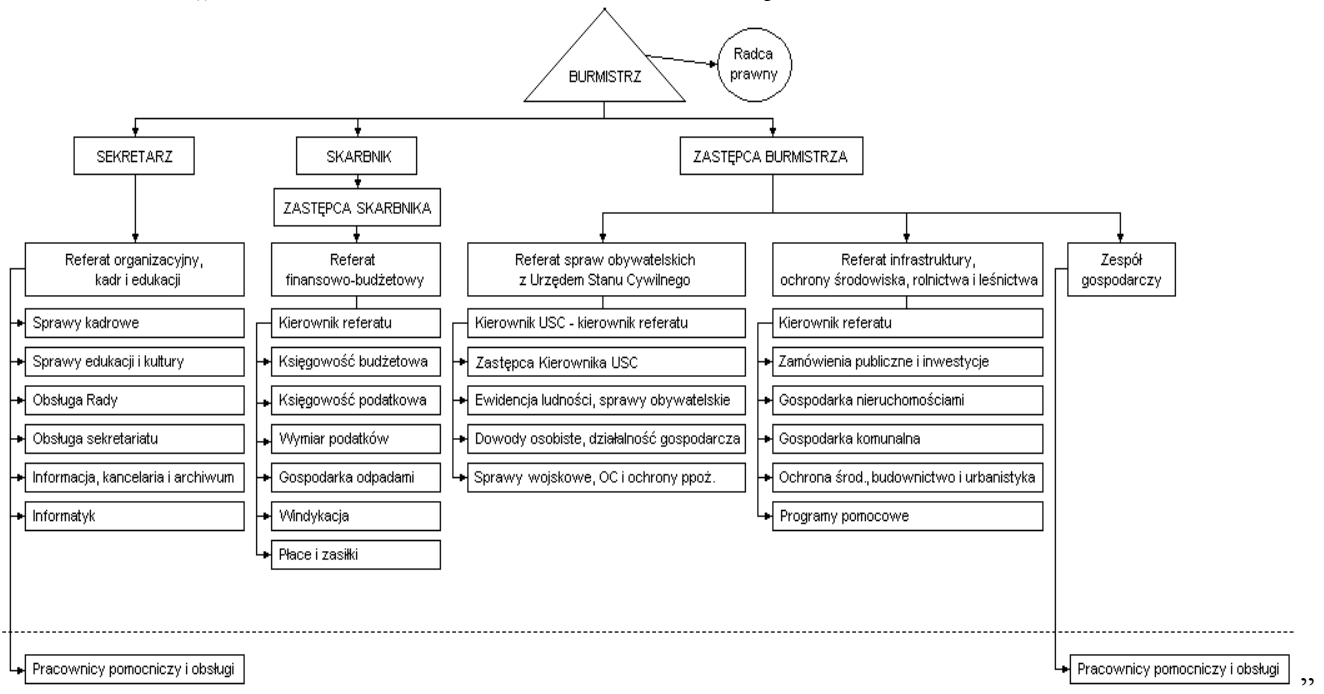 Radca
prawny
BURMISTRZ
SEKRETARZ
SKARBNIK
ZASTĘPCA BURMISTRZA
ZASTĘPCA SKARBNIKA
Referat organizacyjny,
kadr i edukacji
Referat
finansowo-budżetowy
Referat spraw obywatelskich
z Urzędem Stanu Cywilnego
Referat infrastruktury,
ochrony środowiska, rolnictwa i leśnictwa
Zespół
gospodarczy
Sprawy kadrowe
Sprawy edukacji i kultury
Obsługa Rady
Obsługa sekretariatu
Informacja, kancelaria i archiwum
Informatyk
Kierownik referatu
Księgowość budżetowa
Księgowość podatkowa
Wymiar podatków
Gospodarka odpadami
Windykacja
Płace i zasiłki
Kierownik USC - kierownik referatu
Zastępca Kierownika USC
Ewidencja ludności, sprawy obywatelskie
Dowody osobiste, działalność gospodarcza
Sprawy wojskowe, OC i ochrony ppoż.
Kierownik referatu
Zamówienia publiczne i inwestycje
Gospodarka nieruchomościami
Gospodarka komunalna
Ochrona środ., budownictwo i urbanistyka
Programy pomocowe
Pracownicy pomocniczy i obsługi
Pracownicy pomocniczy i obsługi ”